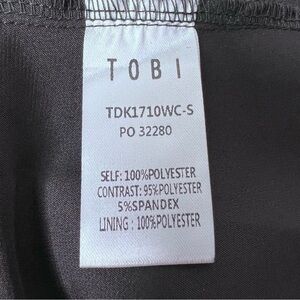 TOBI
TDK1710WC-S
PO 32280
SELF: 100%POLYESTER
CONTRAST: 95%POLYESTER
5%SPANDEX
LINING : 100%POLYESTER